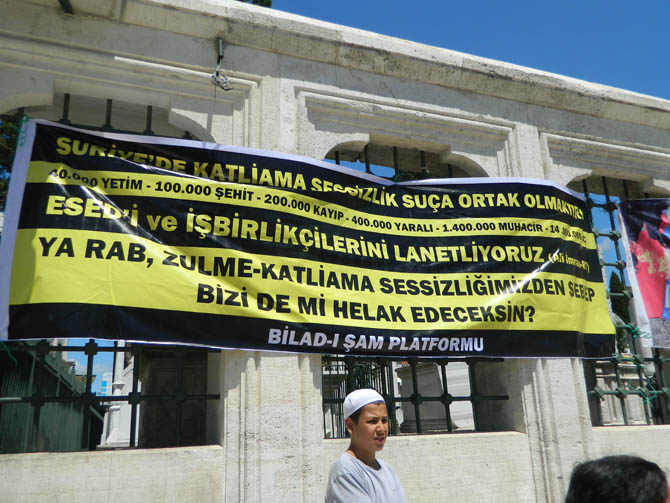 SURİYE'DE KATLİAMA SESSİZLİK SUÇA ORTAK OLMAKTIR
40.000 YETİM - 100.000 ŞEHİT - 200.000 KAYIP - 400.000 YARALI - 1.400.000 MUHACİR - 14
ESED'İ ve İŞBİRLİKÇİLERİNİ LANETLİYORUZ.
YA RAB, ZULME-KATLİAMA SESSİZLİĞİMİZDEN SEBEP
BİZİ DE Mİ HELAK EDECEKSİN?
BİLAD-I ŞAM PLATFORMU